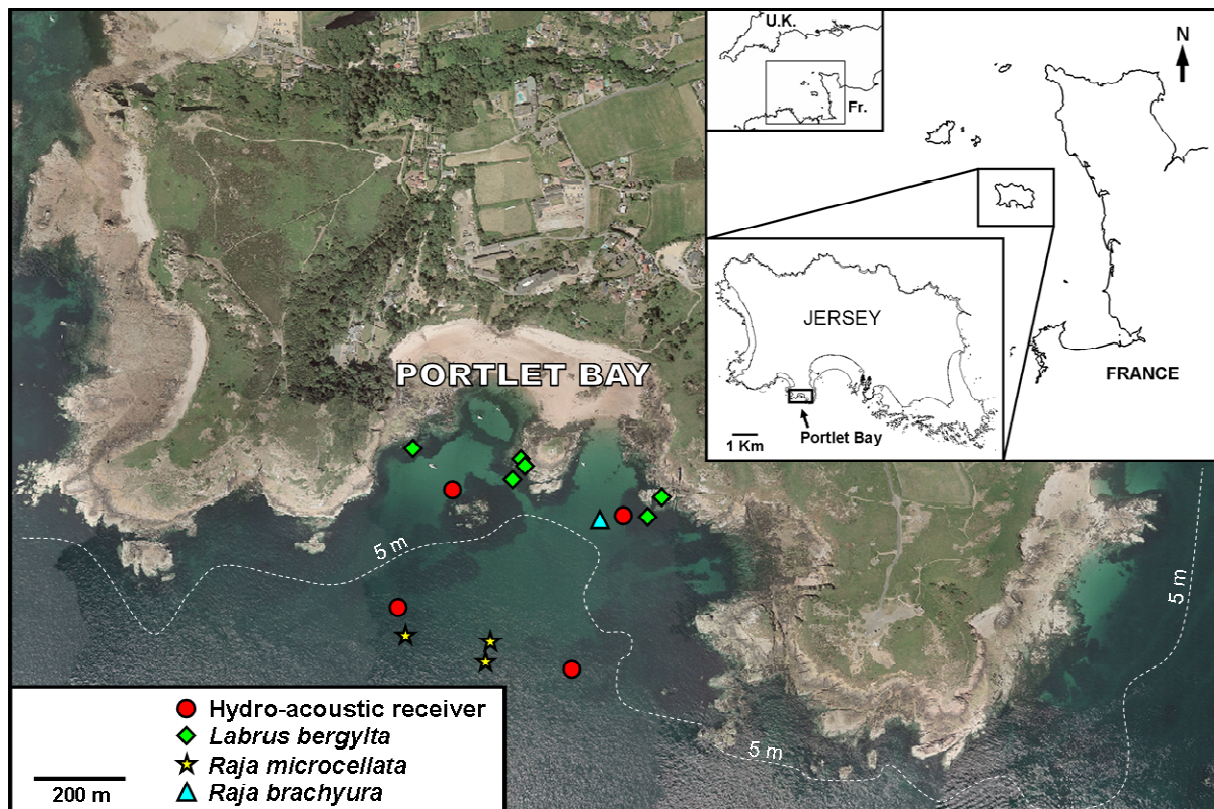 U.K.
Fr.
N
JERSEY
FRANCE
1 Km
Portlet Bay
PORTLET BAY
5 m
5 m
5 m
Hydro-acoustic receiver
Labrus bergylta
Raja microcellata
Raja brachyura
200 m